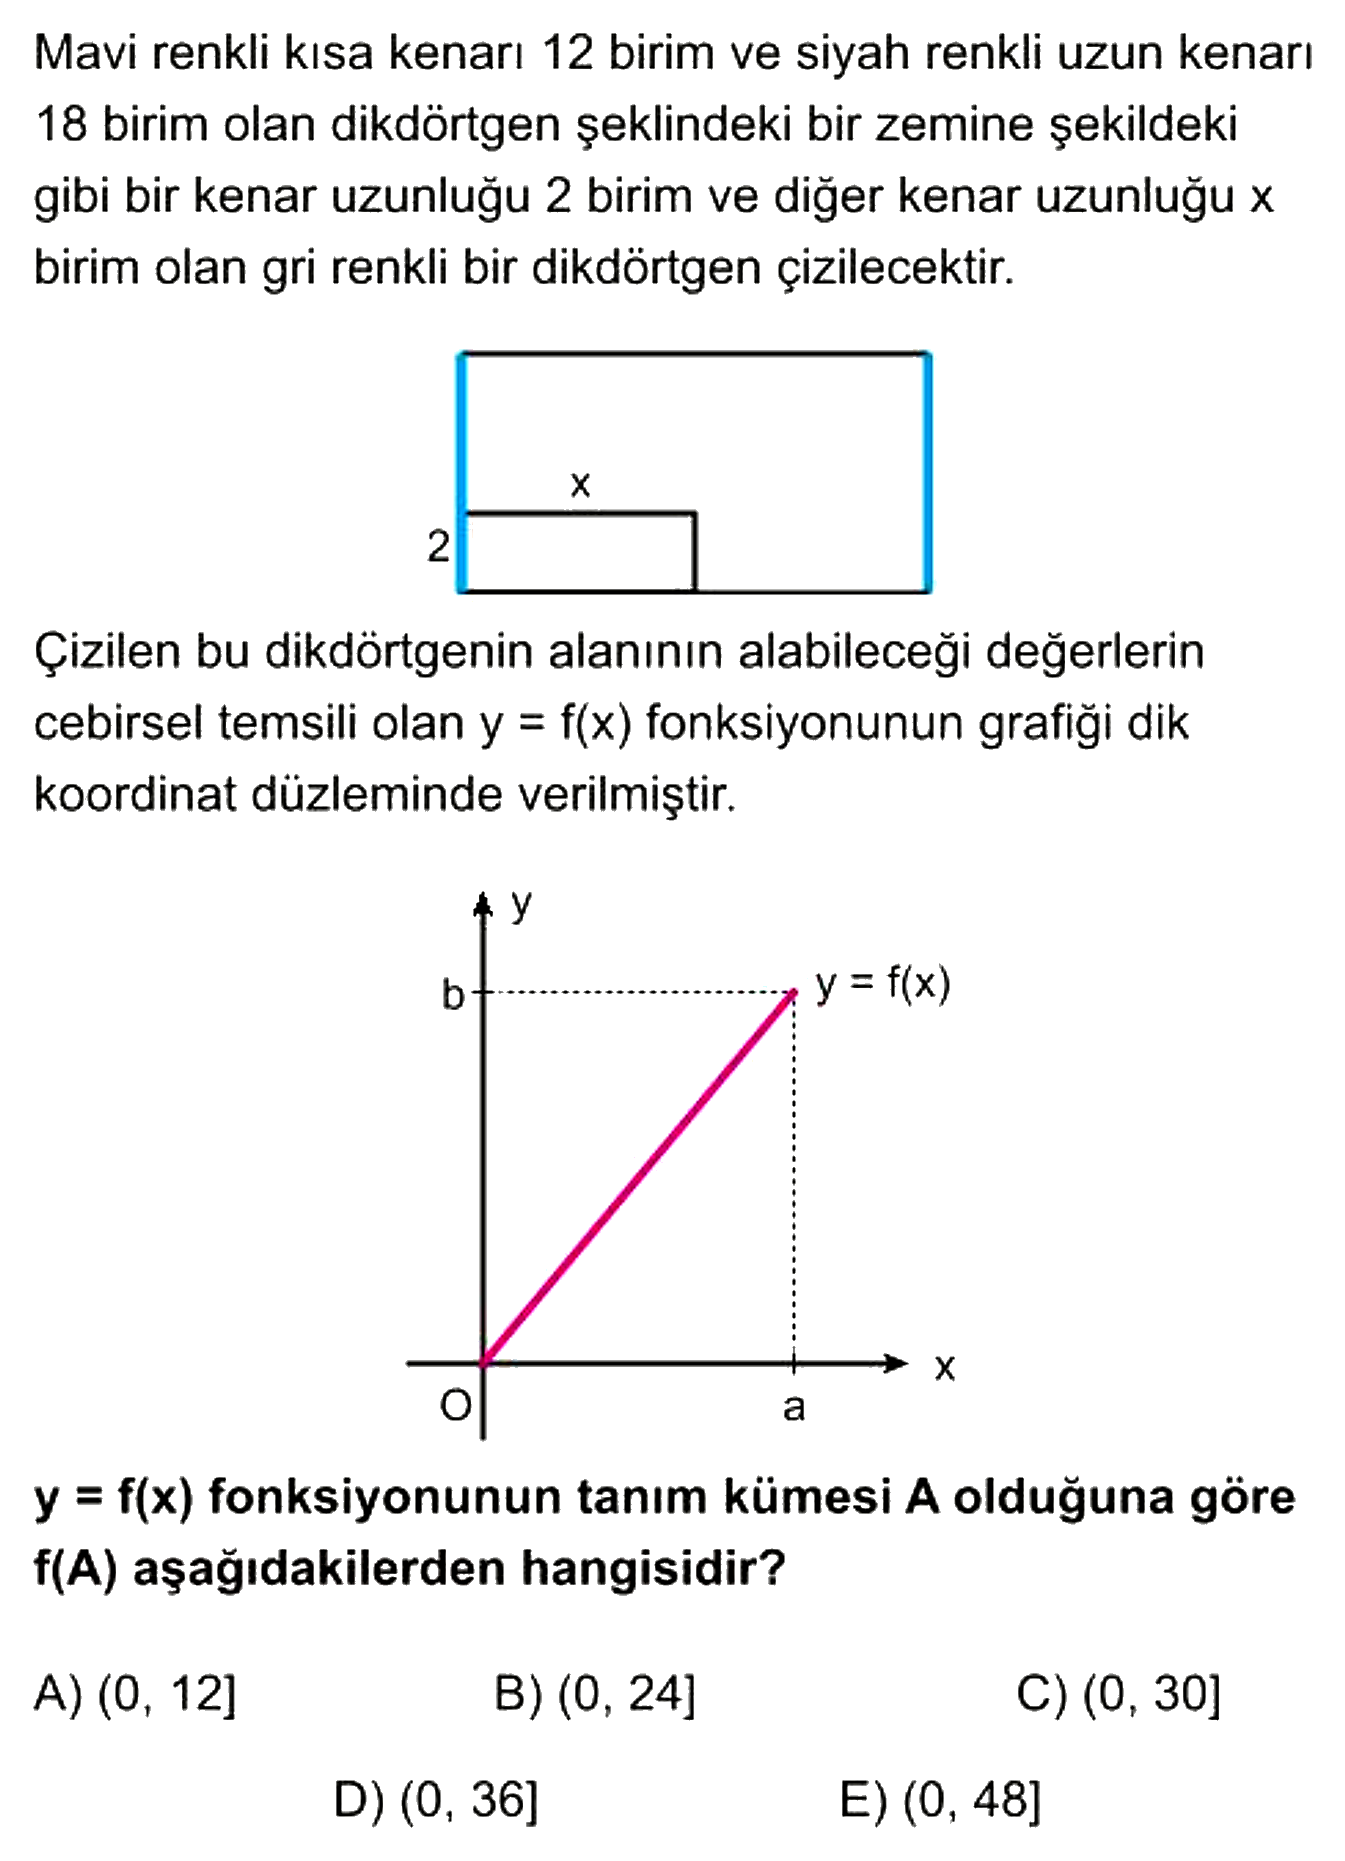 Mavi renkli kısa kenarı 12 birim ve siyah renkli uzun kenarı
18 birim olan dikdörtgen şeklindeki bir zemine şekildeki
gibi bir kenar uzunluğu 2 birim ve diğer kenar uzunluğu x
birim olan gri renkli bir dikdörtgen çizilecektir.
x
2
Çizilen bu dikdörtgenin alanının alabileceği değerlerin
cebirsel temsili olan y = f(x) fonksiyonunun grafiği dik
koordinat düzleminde verilmiştir.
y
b
y = f(x)
x
O
a
y = f(x) fonksiyonunun tanım kümesi A olduğuna göre
f(A) aşağıdakilerden hangisidir?
A) (0, 12] B) (0, 24] C) (0, 30]
D) (0, 36] E) (0, 48]